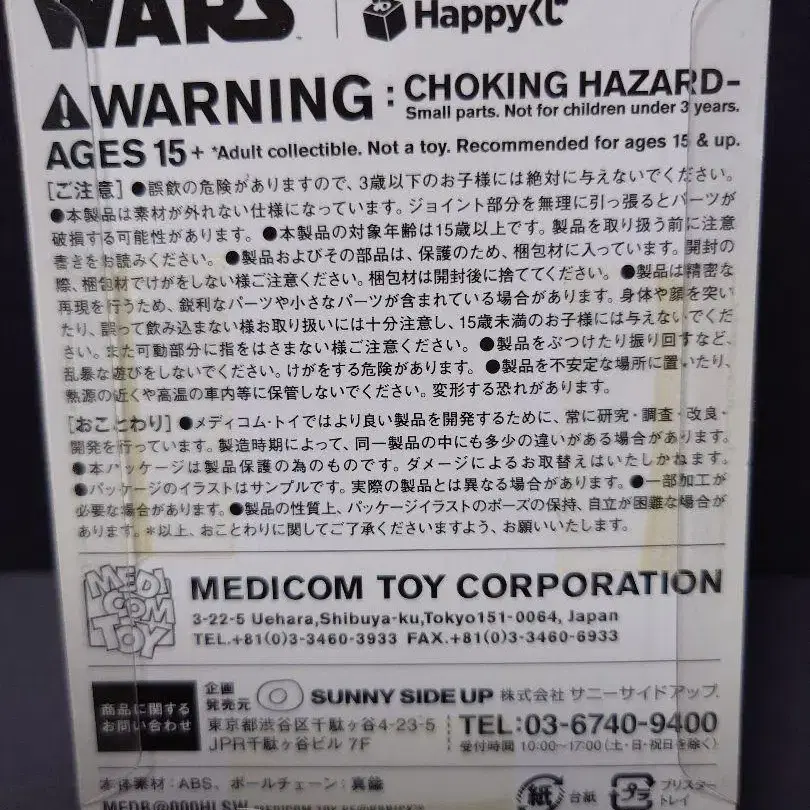 WARS Happyくじ
WARNING : CHOKING HAZARD-
Small parts. Not for children under 3 years.
AGES 15+ *Adult collectible. Not a toy. Recommended for ages 15 & up.
[ご注意] ●誤飲の危険がありますので、3歳以下のお子様には絶対に与えないでください。
●本製品は素材が外れない仕様になっています。ジョイント部分を無理に引っ張るとパーツが
破損する可能性があります。 ●本製品の対象年齢は15歳以上です。製品を取り扱う前に注意
書きをお読みください。 ●製品およびその部品は、保護のため、梱包材に入っています。開封の
際、梱包材でけがをしない様ご注意ください。梱包材は開封後に捨ててください。 ●製品は精密な
再現を行うため、鋭利なパーツや小さなパーツが含まれている場合があります。身体や顔を突い
たり、誤って飲み込まない様お取り扱いには十分注意し、15歳未満のお子様には与えないでくだ
さい。また可動部分に指をはさまない様ご注意ください。 ●製品をぶつけたり振り回すなど、
乱暴な遊びをしないでください。けがをする危険があります。 ●製品を不安定な場所に置いたり、
熱源の近くや高温の車内等に保管しないでください。変形する恐れがあります。
[おことわり] ●メディコム・トイではより良い製品を開発するために、常に研究・調査・改良・
開発を行っています。製造時期によって、同一製品の中にも多少の違いがある場合があります。
●本パッケージは製品保護の為のものです。ダメージによるお取替えはいたしかねます。
●パッケージのイラストはサンプルです。実際の製品とは異なる場合があります。 ●一部加工が
必要な場合があります。 ●製品の性質上、パッケージイラストのポーズの保持、自立が困難な場合が
あります。*以上、おことわりに関してご了承くださいますよう、お願いいたします。
MEDI COM TOY
MEDICOM TOY CORPORATION
3-22-5 Uehara,Shibuya-ku,Tokyo151-0064, Japan
TEL.+81(0)3-3460-3933 FAX.+81(0)3-3460-6933
商品に関する
お問い合わせ
企画
発売元
SUNNY SIDE UP 株式会社 サニーサイドアップ.
東京都渋谷区千駄ヶ谷4-23-5
JPR千駄ヶ谷ビル 7F
TEL:03-6740-9400
受付時間 10:00~17:00(土・日・祝日を除く)
本体素材:ABS、ボールチェーン:真鍮
紙 台紙 プラ ブリスター
トレイ